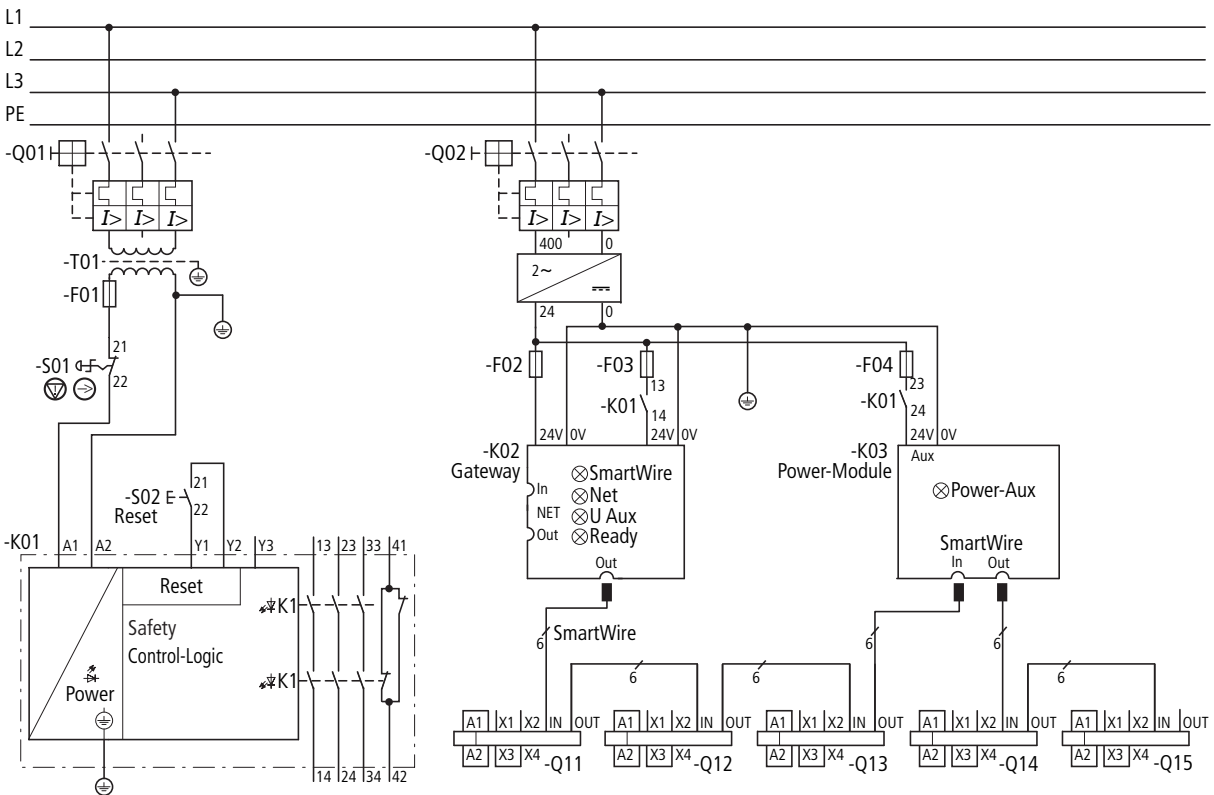 L1
L2
L3
PE
-Q01
-Q02
I> I> I>
I> I> I>
400 0
-T01
2~
-F01
24 0
21
-S01
22
-F02
-F03
-F04
13
-K01
14
23
-K01
24
24V 0V
24V 0V
24V 0V
-K02
Gateway
SmartWire
Net
U Aux
Ready
In
NET
Out
Out
-K03
Power-Module
Aux
Power-Aux
SmartWire
In Out
21
-S02
22
Reset
-K01
A1 A2 Y1 Y2 Y3 13 23 33 41
Reset
K1
Safety
Control-Logic
K1
Power
14 24 34 42
6 SmartWire
6
6
6
6
6
A1 X1 X2 IN OUT
A2 X3 X4 -Q11
A1 X1 X2 IN OUT
A2 X3 X4 -Q12
A1 X1 X2 IN OUT
A2 X3 X4 -Q13
A1 X1 X2 IN OUT
A2 X3 X4 -Q14
A1 X1 X2 IN OUT
A2 X3 X4 -Q15